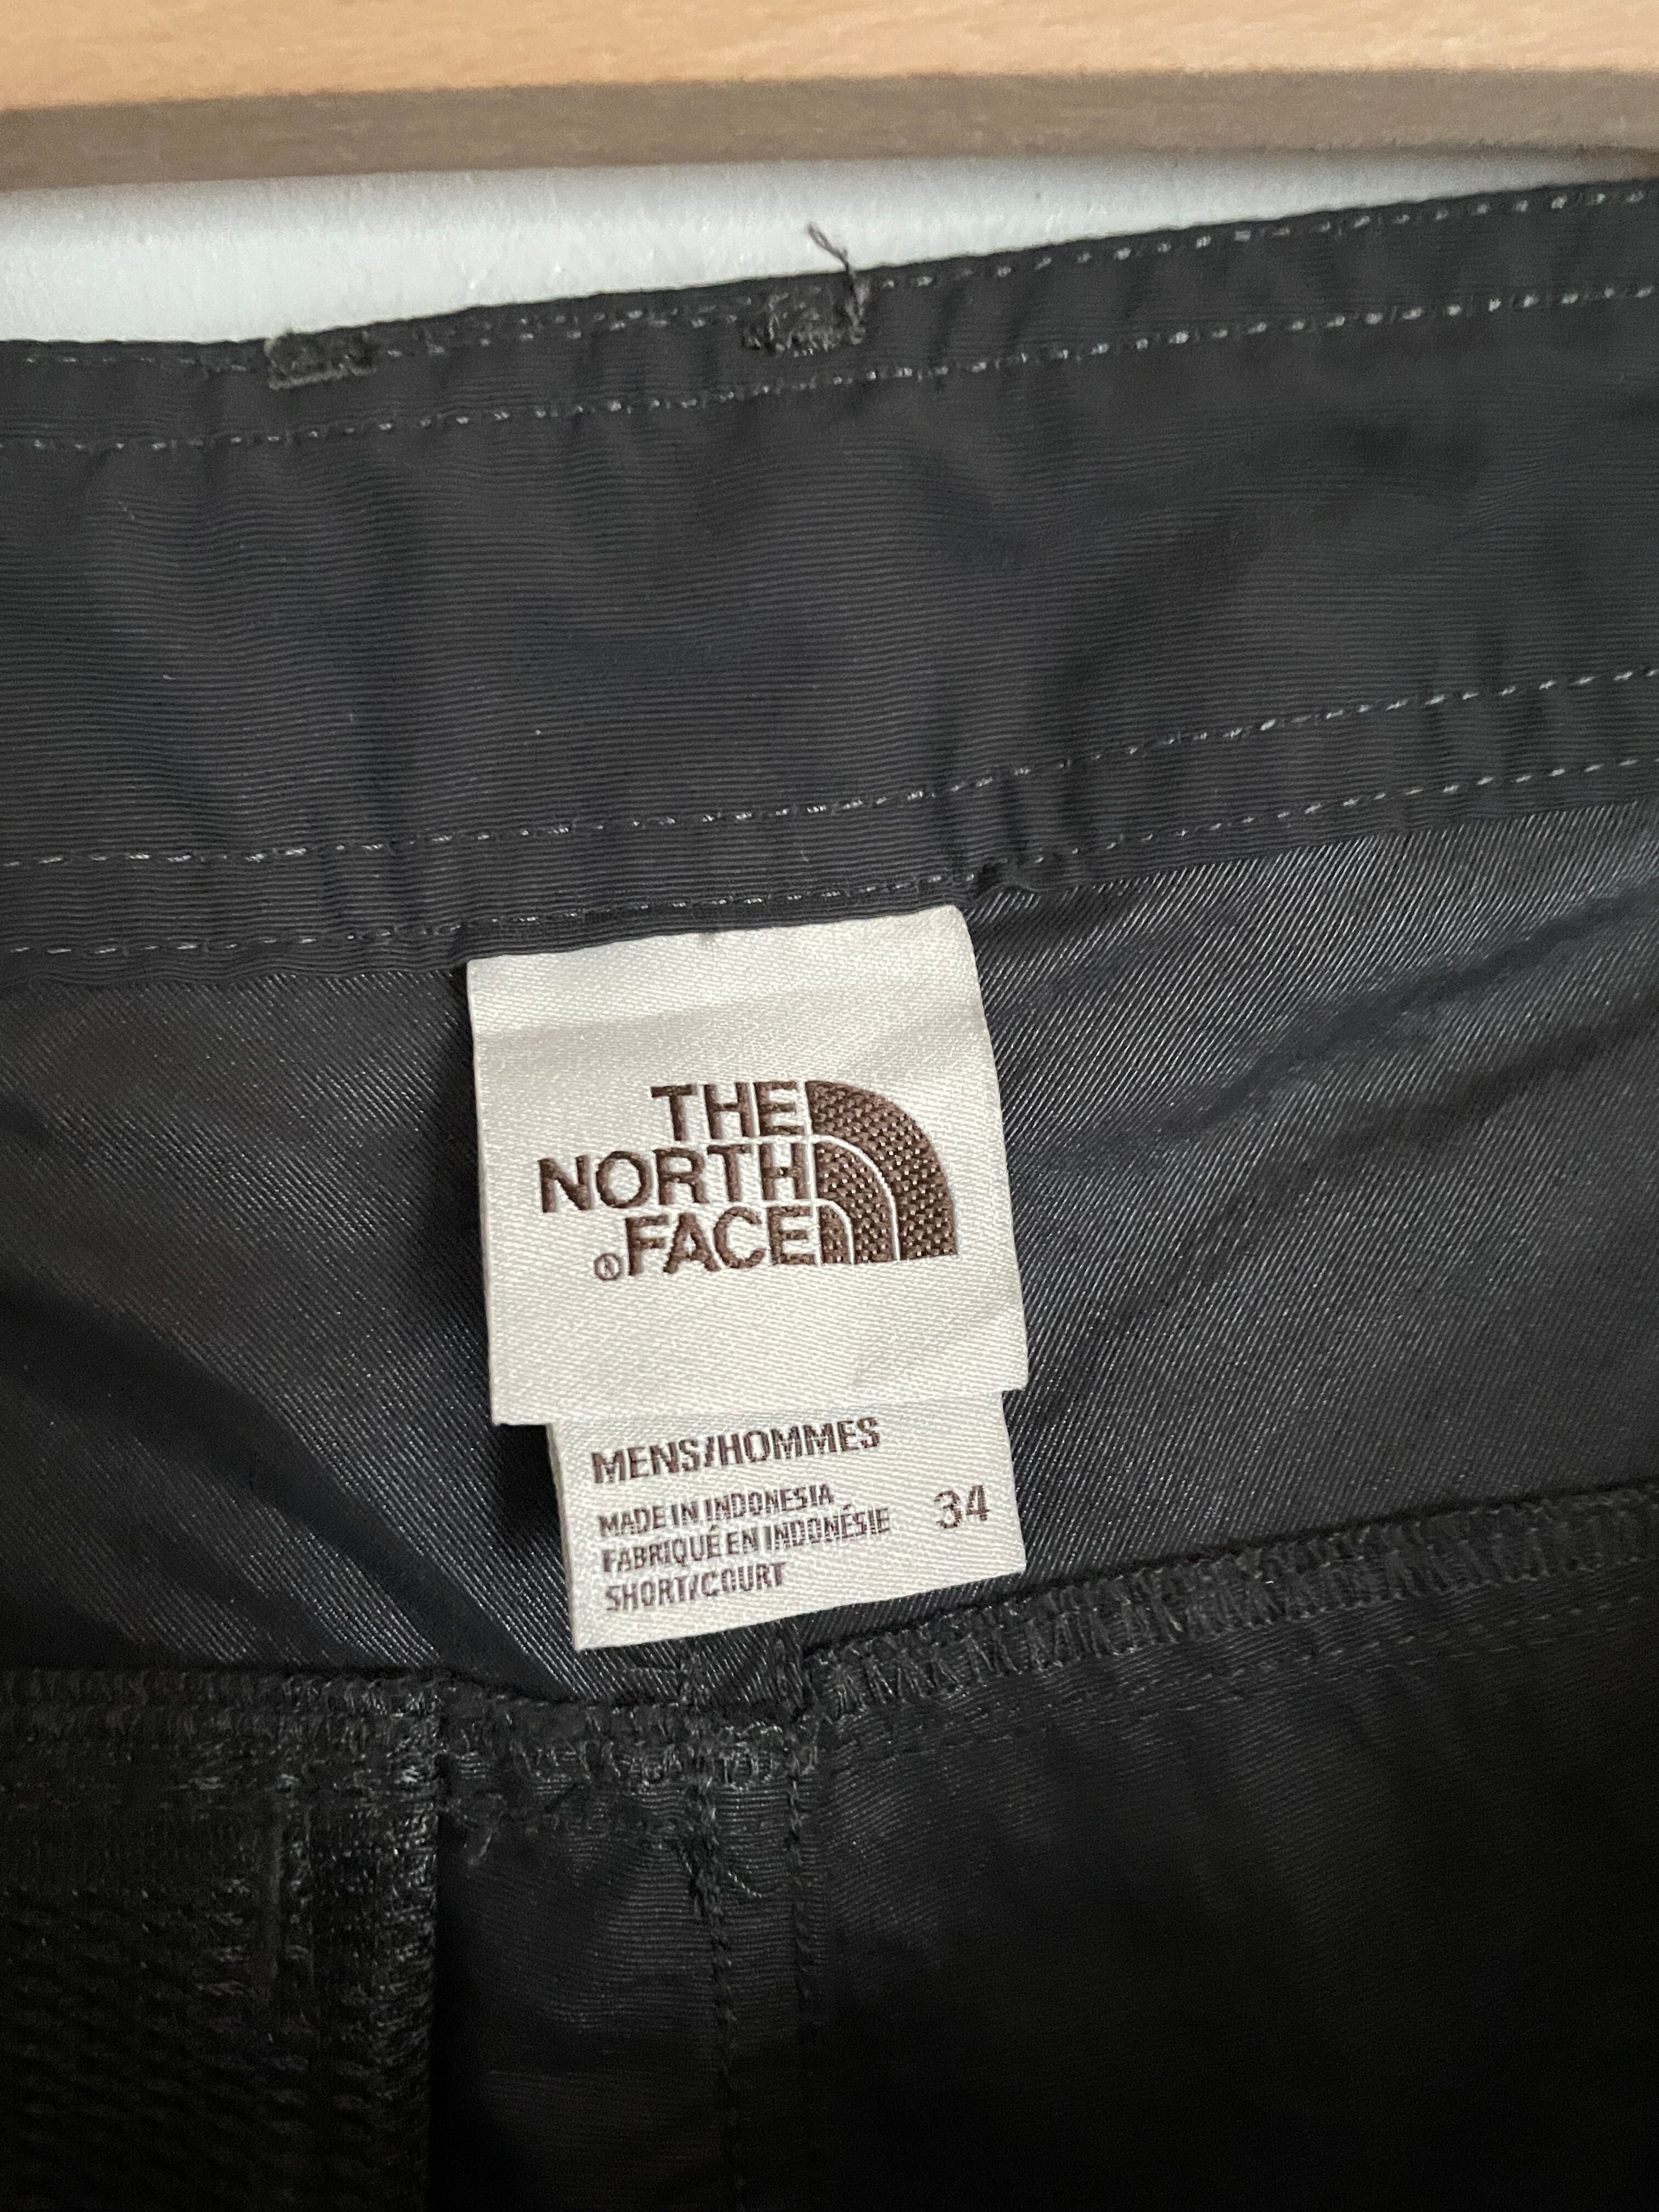 THE
NORTH
®FACE
MENS/HOMMES
MADE IN INDONESIA
FABRIQUÉ EN INDONÉSIE 34
SHORT/COURT